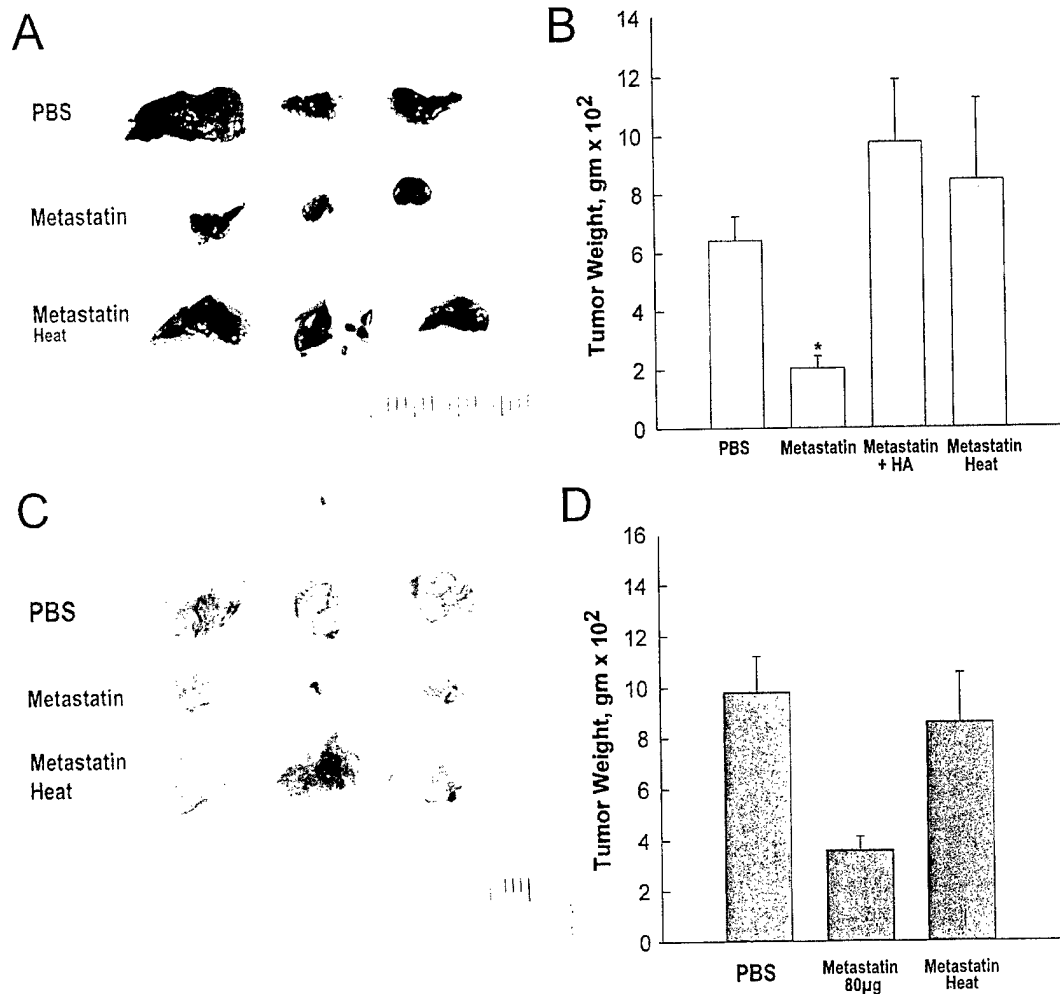 A
PBS
Metastatin
Metastatin
Heat
B
Tumor Weight, gm x 10²
14
12
10
8
6
4
2
0
*
PBS
Metastatin
Metastatin
+ HA
Metastatin
Heat
C
PBS
Metastatin
Metastatin
Heat
D
Tumor Weight, gm x 10²
16
14
12
10
8
6
4
2
0
PBS
Metastatin
80µg
Metastatin
Heat